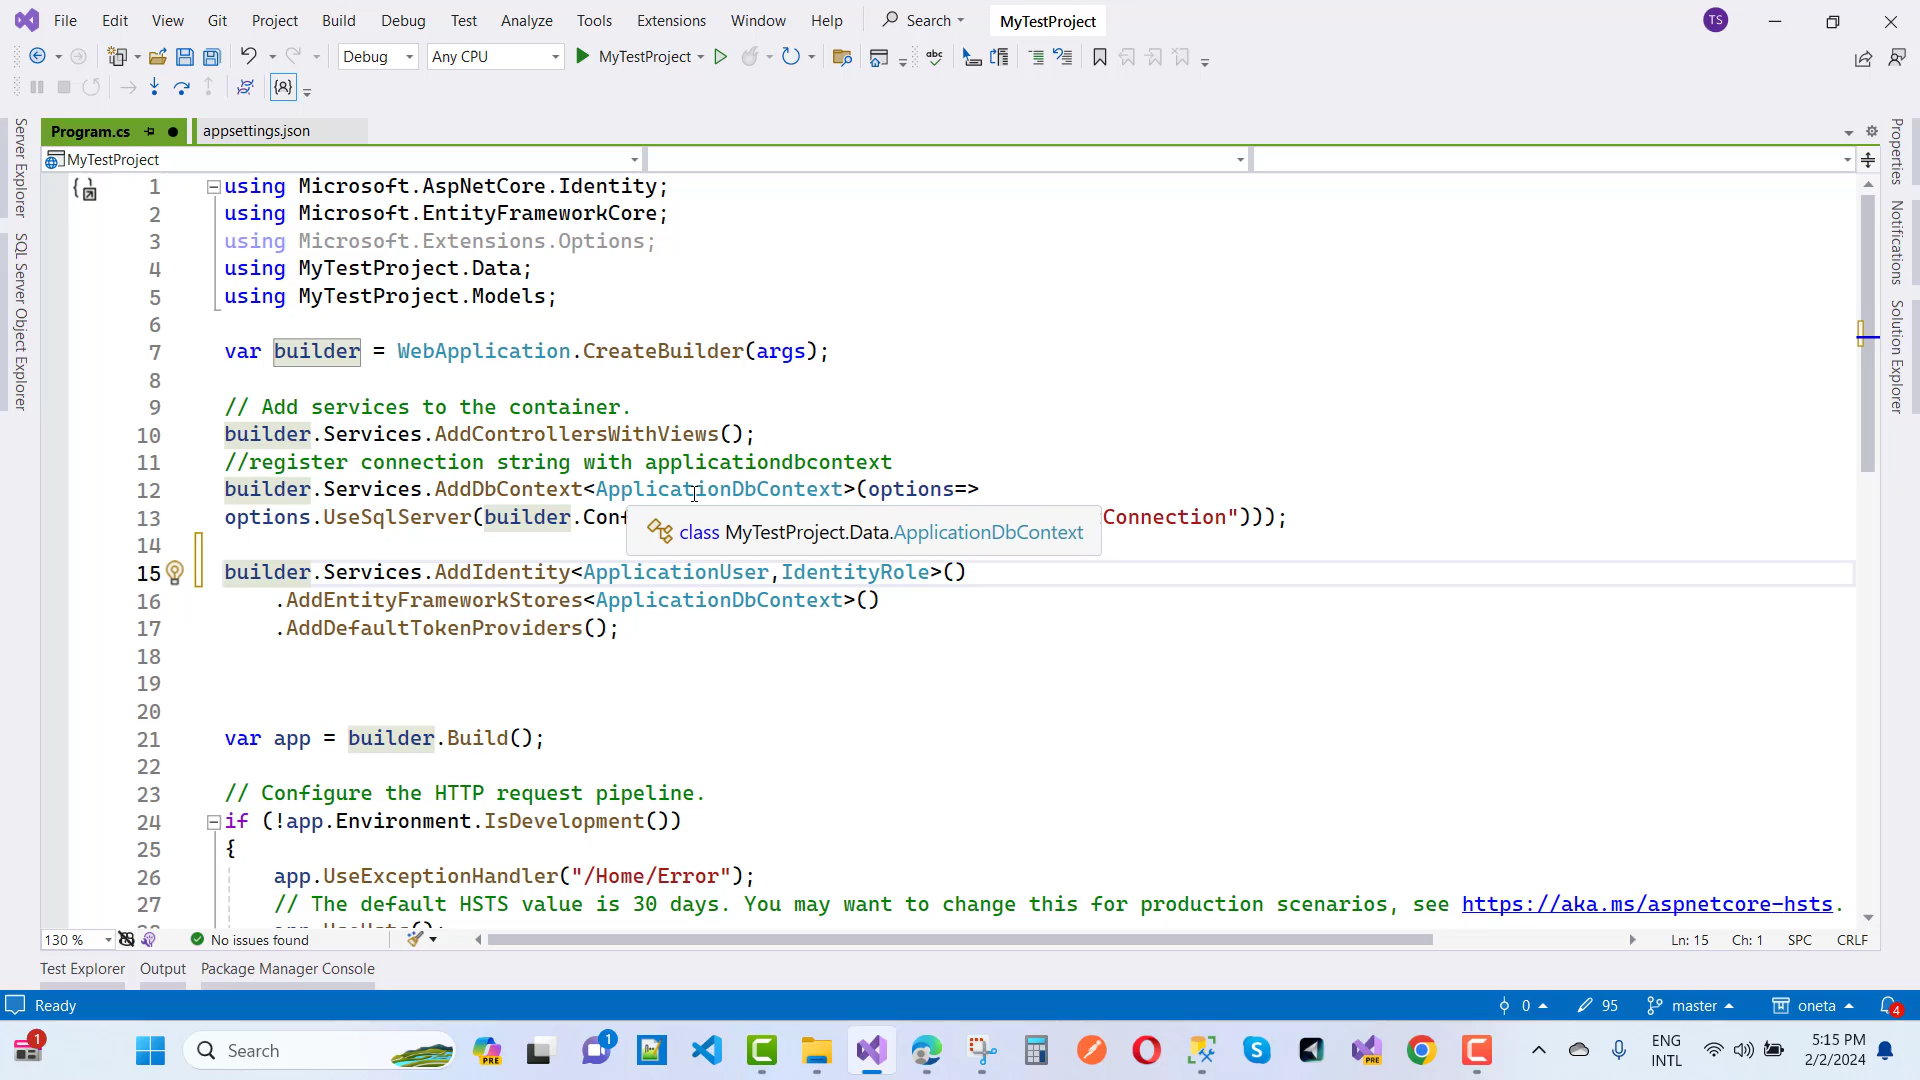 File Edit View Git Project Build Debug Test Analyze Tools Extensions Window Help Search MyTestProject TS
Debug Any CPU MyTestProject
Program.cs appsettings.json
MyTestProject
Server Explorer
SQL Server Object Explorer
Properties
Notifications
Solution Explorer
1 using Microsoft.AspNetCore.Identity;
2 using Microsoft.EntityFrameworkCore;
3 using Microsoft.Extensions.Options;
4 using MyTestProject.Data;
5 using MyTestProject.Models;
6
7 var builder = WebApplication.CreateBuilder(args);
8
9 // Add services to the container.
10 builder.Services.AddControllersWithViews();
11 //register connection string with applicationdbcontext
12 builder.Services.AddDbContext<ApplicationDbContext>(options=>
13 options.UseSqlServer(builder.Conf Connection")));
class MyTestProject.Data.ApplicationDbContext
14
15 builder.Services.AddIdentity<ApplicationUser,IdentityRole>()
16 .AddEntityFrameworkStores<ApplicationDbContext>()
17 .AddDefaultTokenProviders();
18
19
20
21 var app = builder.Build();
22
23 // Configure the HTTP request pipeline.
24 if (!app.Environment.IsDevelopment())
25 {
26 app.UseExceptionHandler("/Home/Error");
27 // The default HSTS value is 30 days. You may want to change this for production scenarios, see https://aka.ms/aspnetcore-hsts.
130 % No issues found Ln: 15 Ch: 1 SPC CRLF
Test Explorer Output Package Manager Console
Ready 0 95 master oneta 4
1 Search PRE 1 PRE ENG 5:15 PM
INTL 2/2/2024